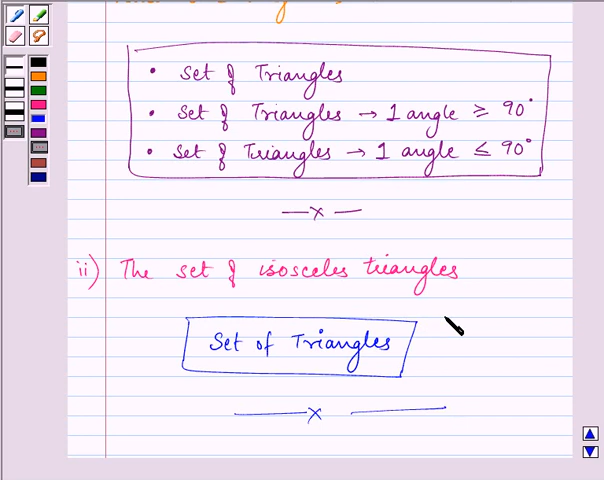 • Set of Triangles
• Set of Triangles → 1 angle ≥ 90°
• Set of Triangles → 1 angle ≤ 90°
—x—
ii) The set of isosceles triangles
Set of Triangles
—x—